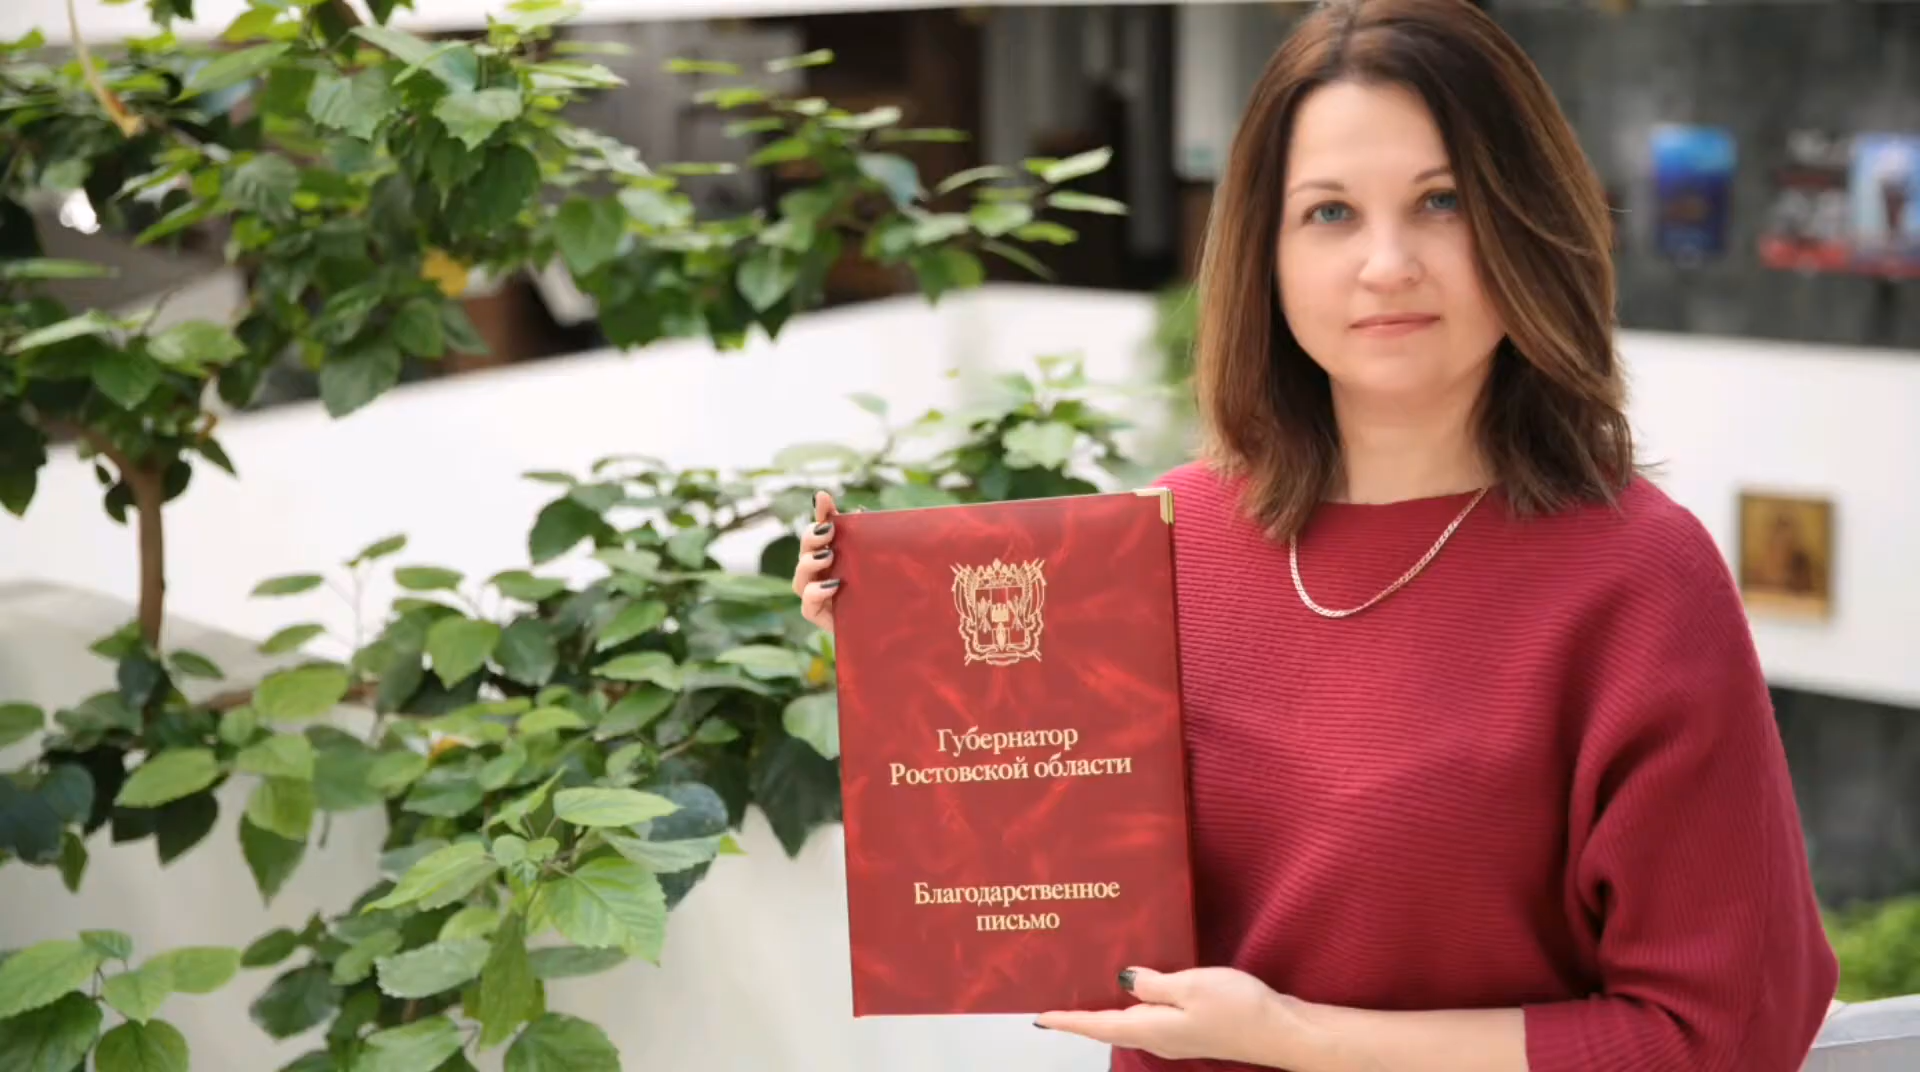 Губернатор
Ростовской области
Благодарственное
письмо